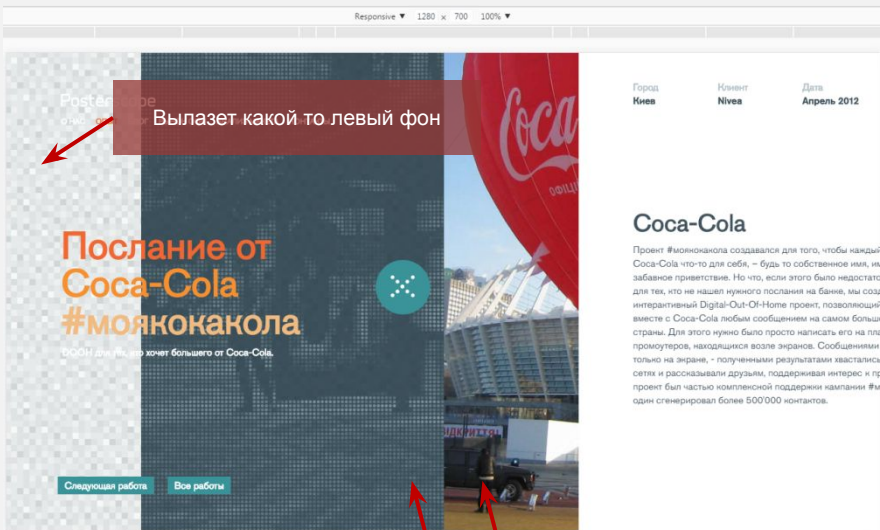 Responsive ▼ 1280 × 700 100% ▼
Вылазет какой то левый фон
Coca
Город
Киев
Клиент
Nivea
Дата
Апрель 2012
Послание от
Coca-Cola
#моякокакола
DOOH для тех, кто хочет большего от Coca-Cola.
Следующая работа
Все работы
ВІДКРИТТЯ!
Coca-Cola
Проект #моякокакола создавался для того, чтобы каждый
Coca-Cola что-то для себя, – будь то собственное имя,
забавное приветствие. Но что, если этого было
для тех, кто не нашел нужного послания на банке, мы
интерактивный Digital-Out-Of-Home проект, позволяющий
вместе с Coca-Cola любым сообщением на самом
страны. Для этого нужно было просто написать его на
промоутеров, находящихся возле экранов. Сообщениями
только на экране, - полученными результатами хвастались
сетях и рассказывали друзьям, поддерживая интерес к
проект был частью комплексной поддержки кампании
один сгенерировал более 500'000 контактов.